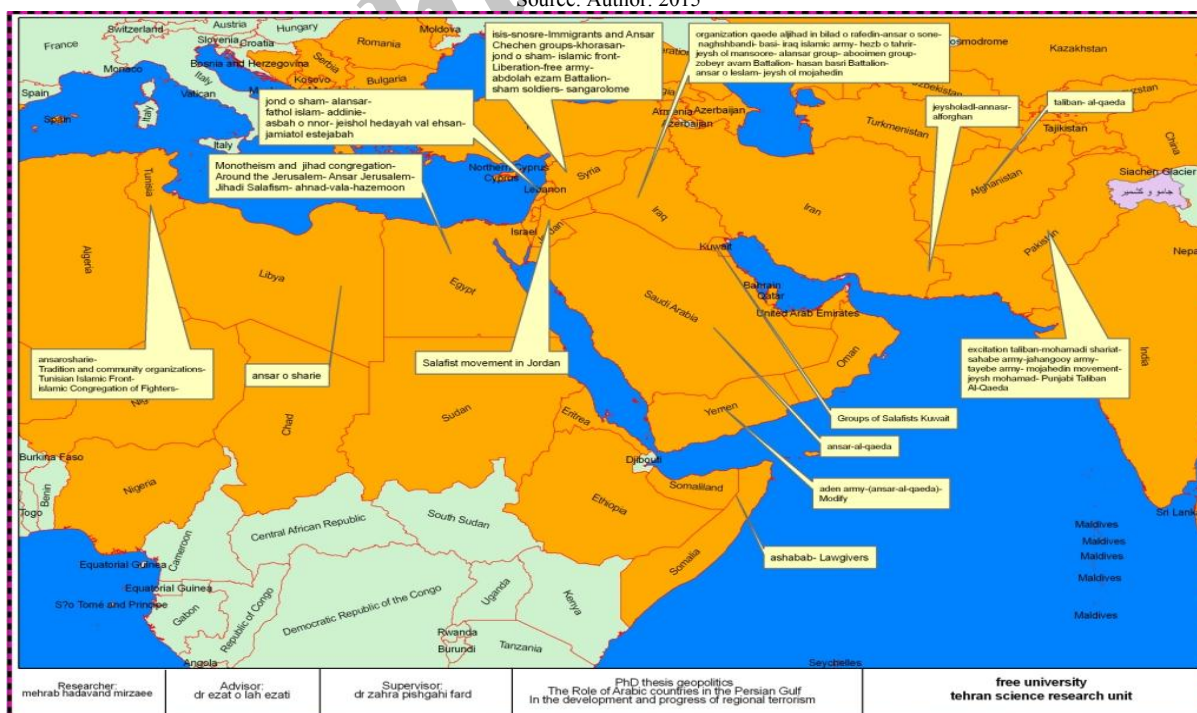 Source: Author: 2015
France
Switzerland
Austria
Hungary
Moldova
Slovenia
Croatia
Romania
Monaco
Bosnia and Herzegovina
Serbia
Kosovo
Bulgaria
Italy
Vatican
Spain
Spain
Italy
Italy
Kazakhstan
Armenia
Azerbaijan
Azerbaijan
Turkmenistan
Tajikistan
China
Siachen Glacier
جامو و کشمیر
isis-snosre-Immigrants and Ansar
Chechen groups-khorasan-
jond o sham- islamic front-
Liberation-free army-
abdolah ezam Battalion-
sham soldiers- sangarolome
organization qaede aljihad in bilad o rafedin-ansar o sone-
naghshbandi- basi- iraq islamic army- hezb o tahrir-
jeysh ol mansoore- alansar group- abooimen group-
zobeyr avam Battalion- hasan basri Battalion-
ansar o leslam- jeysh ol mojahedin
jeysholadl-annasr-
alforghan
taliban- al-qaeda
jond o sham- alansar-
fathol islam- addinie-
asbah o nnor- jeishol hedayah val ehsan-
jamiatol estejabah
Monotheism and jihad congregation-
Around the Jerusalem- Ansar Jerusalem-
Jihadi Salafism- ahnad-vala-hazemoon
Northern Cyprus
Cyprus
Lebanon
Syria
Israel
Jordan
Iraq
Iran
Afghanistan
Pakistan
Nepal
India
Kuwait
Bahrain
Qatar
United Arab Emirates
Saudi Arabia
Oman
Yemen
Tunisia
Algeria
Libya
Egypt
ansarosharie-
Tradition and community organizations-
Tunisian Islamic Front-
islamic Congregation of Fighters-
ansar o sharie
Salafist movement in Jordan
excitation taliban-mohamadi shariat-
sahabe army-jahangooy army-
tayebe army- mojahedin movement-
jeysh mohamad- Punjabi Taliban
Al-Qaeda
Groups of Salafists Kuwait
ansar-al-qaeda
aden army-(ansar-al-qaeda)-
Modify
ashabab- Lawgivers
Chad
Sudan
Eritrea
Djibouti
Burkina Faso
Benin
Togo
Nigeria
Ethiopia
Somaliland
Somalia
Central African Republic
South Sudan
Cameroon
Equatorial Guinea
Equatorial Guinea
S?o Tomé and Principe
Gabon
Republic of Congo
Democratic Republic of the Congo
Uganda
Kenya
Rwanda
Burundi
Tanzania
Angola
Sri Lanka
Maldives
Maldives
Maldives
Maldives
Maldives
Seychelles
Researcher:
mehrab hadavand mirzaee
Advisor:
dr ezat o lah ezati
Supervisor:
dr zahra pishgahi fard
PhD thesis geopolitics
The Role of Arabic countries in the Persian Gulf
In the development and progress of regional terrorism
free university
tehran science research unit